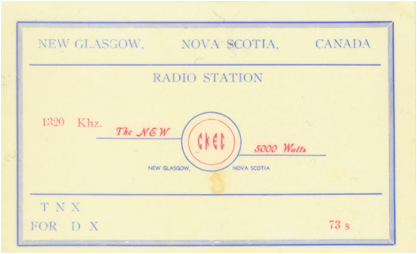 NEW GLASGOW, NOVA SCOTIA, CANADA
RADIO STATION
1320 Khz.
The NEW CKEC 5000 Watts
NEW GLASGOW, NOVA SCOTIA
T N X
FOR D X 73 s